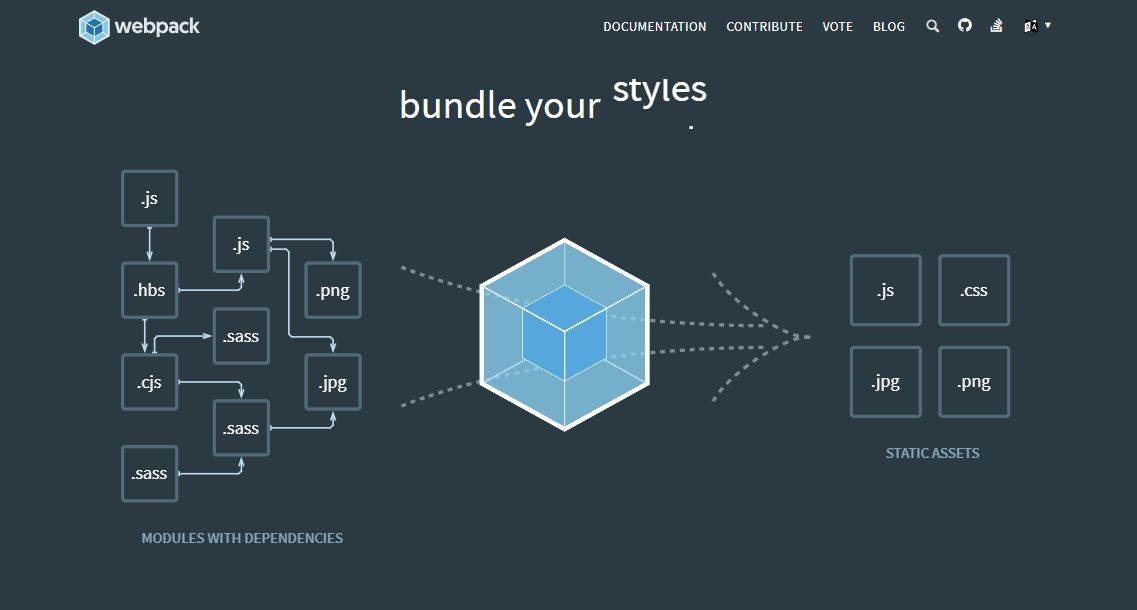 webpack
DOCUMENTATION CONTRIBUTE VOTE BLOG
bundle your styles
.js
.js
.hbs
.png
.sass
.cjs
.jpg
.sass
.sass
MODULES WITH DEPENDENCIES
.js .css
.jpg .png
STATIC ASSETS